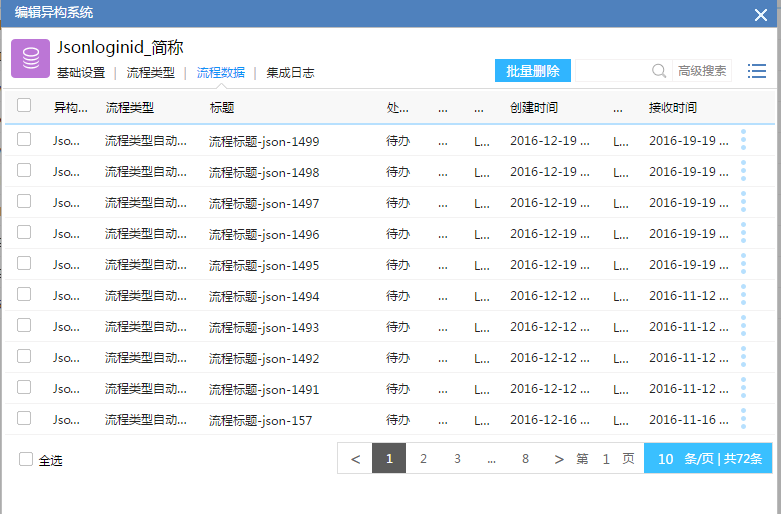 编辑异构系统
Jsonloginid_简称
基础设置 | 流程类型 | 流程数据 | 集成日志 批量删除 高级搜索
异构... 流程类型 标题 处... ... ... 创建时间 ... 接收时间
Jso... 流程类型自动... 流程标题-json-1499 待办 ... L... 2016-12-19 ... L... 2016-19-19 ...
Jso... 流程类型自动... 流程标题-json-1498 待办 ... L... 2016-12-19 ... L... 2016-19-19 ...
Jso... 流程类型自动... 流程标题-json-1497 待办 ... L... 2016-12-19 ... L... 2016-19-19 ...
Jso... 流程类型自动... 流程标题-json-1496 待办 ... L... 2016-12-19 ... L... 2016-19-19 ...
Jso... 流程类型自动... 流程标题-json-1495 待办 ... L... 2016-12-19 ... L... 2016-19-19 ...
Jso... 流程类型自动... 流程标题-json-1494 待办 ... L... 2016-12-12 ... L... 2016-11-12 ...
Jso... 流程类型自动... 流程标题-json-1493 待办 ... L... 2016-12-12 ... L... 2016-11-12 ...
Jso... 流程类型自动... 流程标题-json-1492 待办 ... L... 2016-12-12 ... L... 2016-11-12 ...
Jso... 流程类型自动... 流程标题-json-1491 待办 ... L... 2016-12-12 ... L... 2016-11-12 ...
Jso... 流程类型自动... 流程标题-json-157 待办 ... L... 2016-12-16 ... L... 2016-11-16 ...
全选 < 1 2 3 ... 8 > 第 1 页 10 条/页 | 共72条